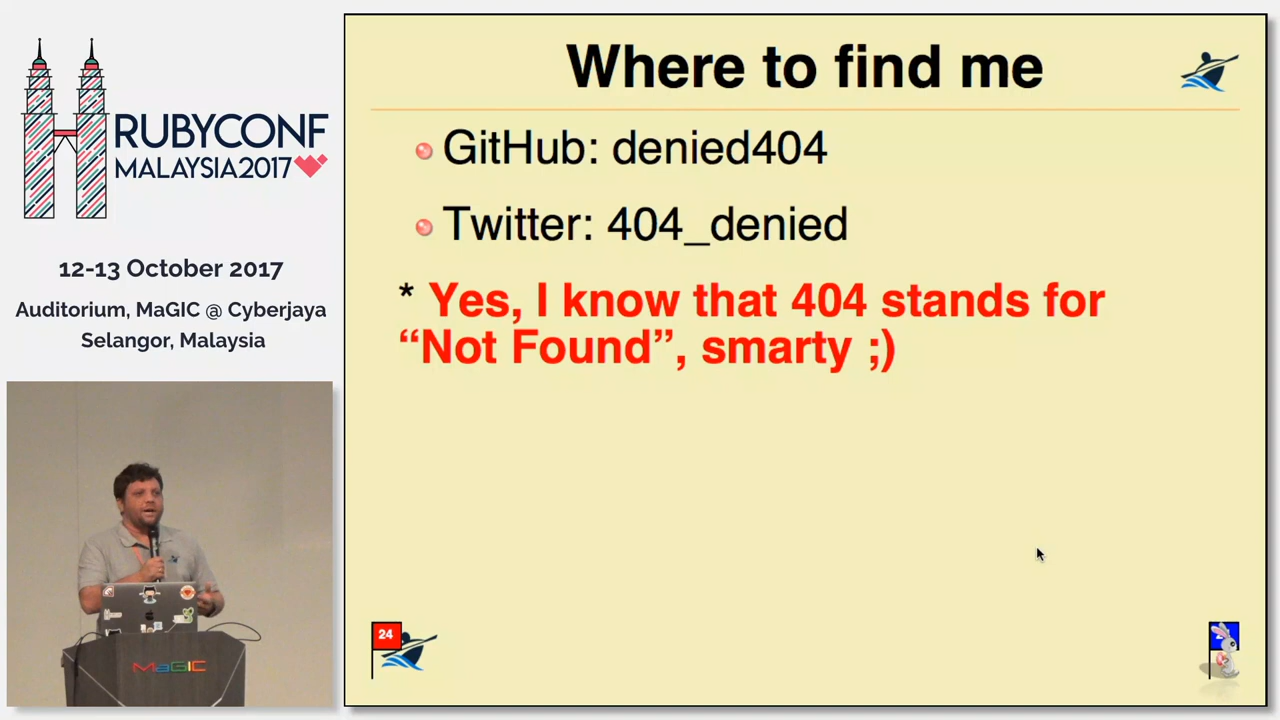 RUBYCONF
MALAYSIA2017
12-13 October 2017
Auditorium, MaGIC @ Cyberjaya
Selangor, Malaysia
MaGIC
Where to find me
GitHub: denied404
Twitter: 404_denied
* Yes, I know that 404 stands for
“Not Found”, smarty ;)
24